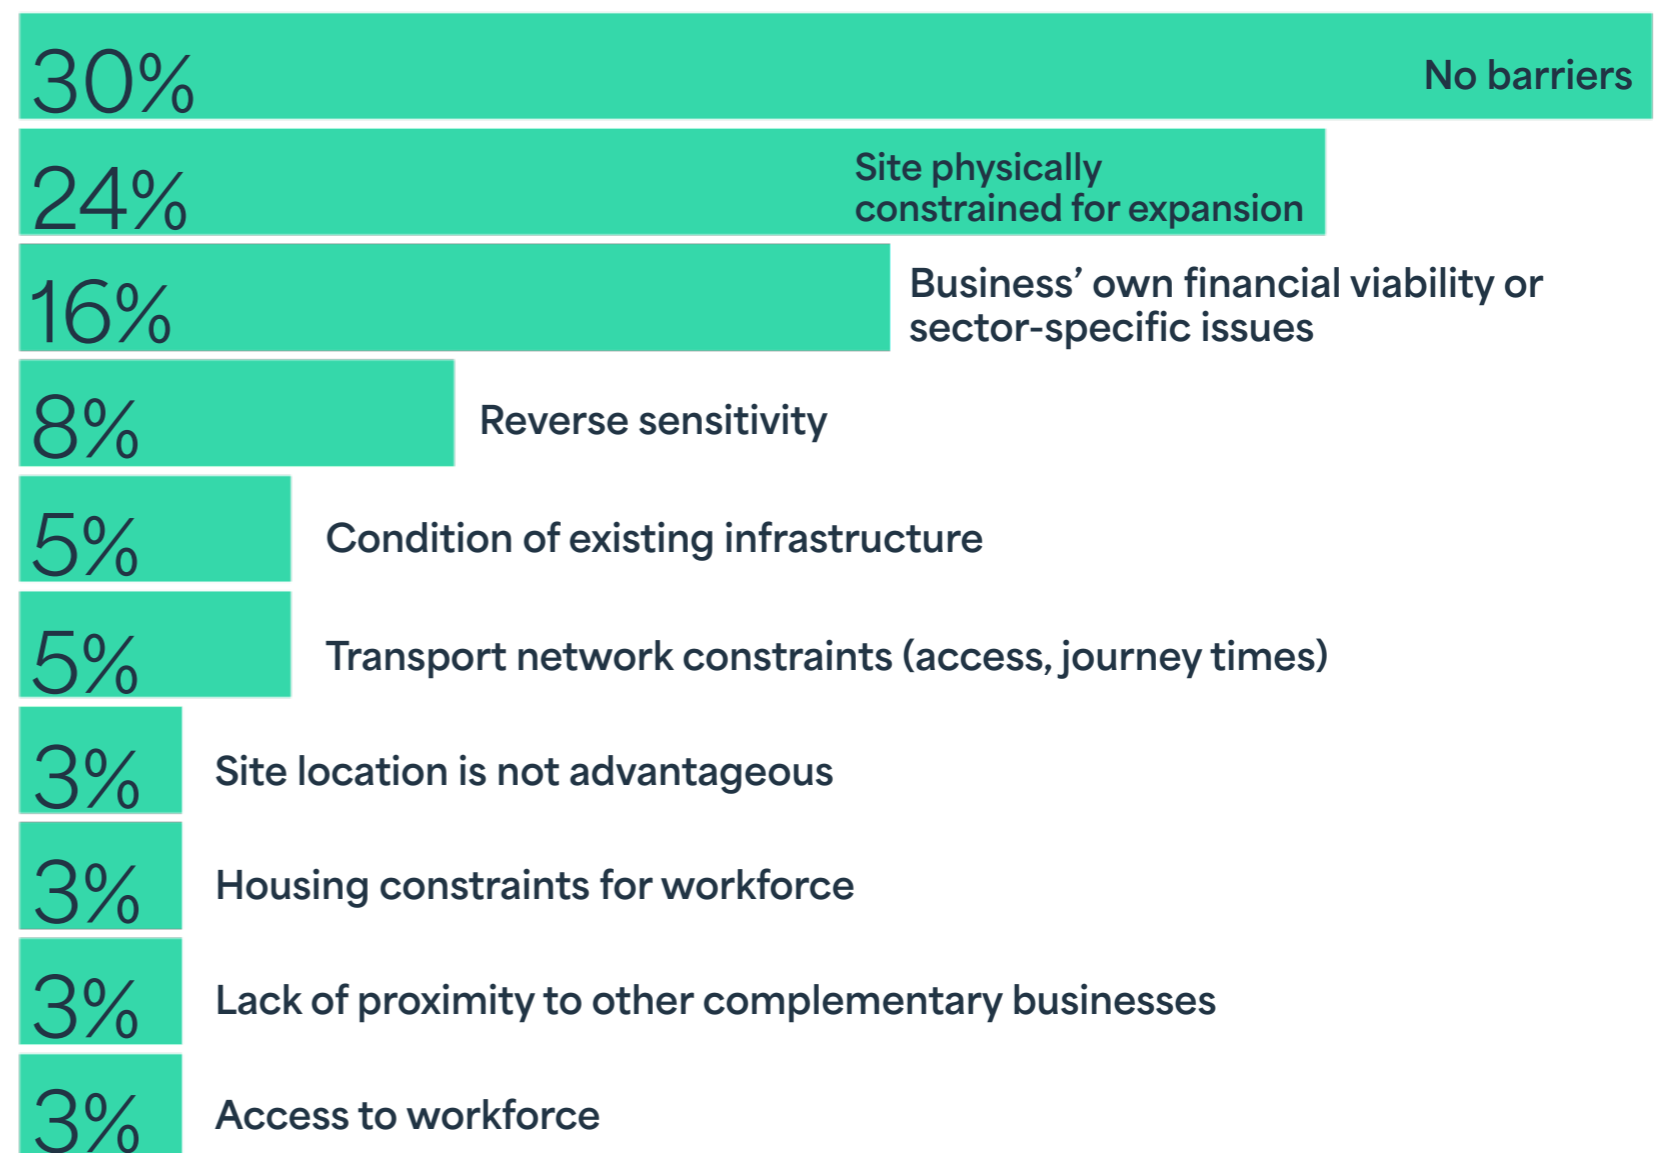 30%
No barriers
24%
Site physically
constrained for expansion
16%
Business’ own financial viability or
sector-specific issues
8%
Reverse sensitivity
5%
Condition of existing infrastructure
5%
Transport network constraints (access, journey times)
3%
Site location is not advantageous
3%
Housing constraints for workforce
3%
Lack of proximity to other complementary businesses
3%
Access to workforce